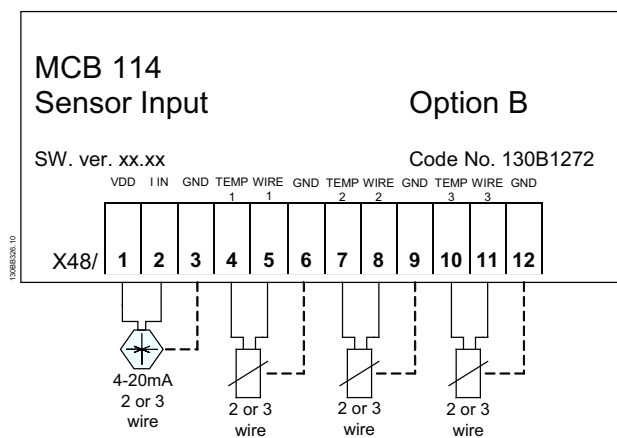 MCB 114
Sensor Input Option B
SW. ver. xx.xx Code No. 130B1272
VDD I IN GND TEMP 1 WIRE 1 GND TEMP 2 WIRE 2 GND TEMP 3 WIRE 3 GND
X48/ 1 2 3 4 5 6 7 8 9 10 11 12
130BB326.10
4-20mA
2 or 3
wire
2 or 3
wire
2 or 3
wire
2 or 3
wire